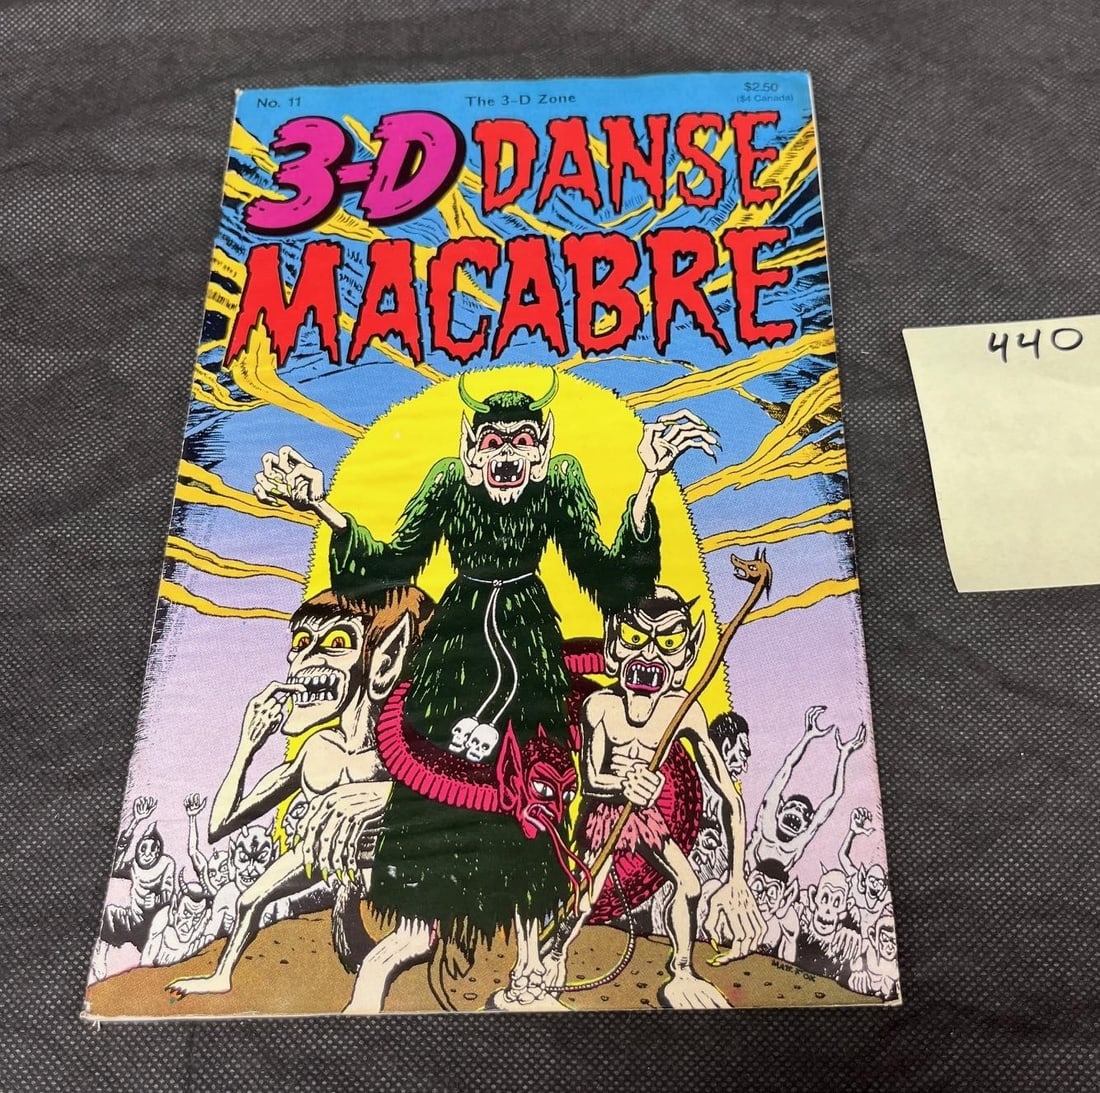 No. 11
The 3-D Zone
$2.50
($4 Canada)
3-D DANSE
MACABRE
440